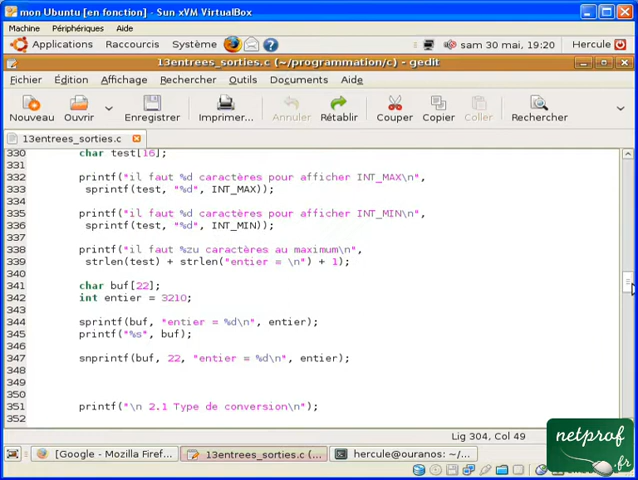 mon Ubuntu [en fonction] - Sun xVM VirtualBox
Machine Périphériques Aide
Applications Raccourcis Système sam 30 mai, 19:20 Hercule
13entrees_sorties.c (~/programmation/c) - gedit
Fichier Édition Affichage Rechercher Outils Documents Aide
Nouveau Ouvrir Enregistrer Imprimer... Annuler Rétablir Couper Copier Coller Rechercher
13entrees_sorties.c
330 char test[16];
331
332 printf("il faut %d caractères pour afficher INT_MAX\n",
333 sprintf(test, "%d", INT_MAX));
334
335 printf("il faut %d caractères pour afficher INT_MIN\n",
336 sprintf(test, "%d", INT_MIN));
337
338 printf("il faut %zu caractères au maximum\n",
339 strlen(test) + strlen("entier = \n") + 1);
340
341 char buf[22];
342 int entier = 3210;
343
344 sprintf(buf, "entier = %d\n", entier);
345 printf("%s", buf);
346
347 snprintf(buf, 22, "entier = %d\n", entier);
348
349
350
351 printf("\n 2.1 Type de conversion\n");
352
Lig 304, Col 49
[Google - Mozilla Firef... 13entrees_sorties.c (... hercule@ouranos: ~/...
netprof
.fr